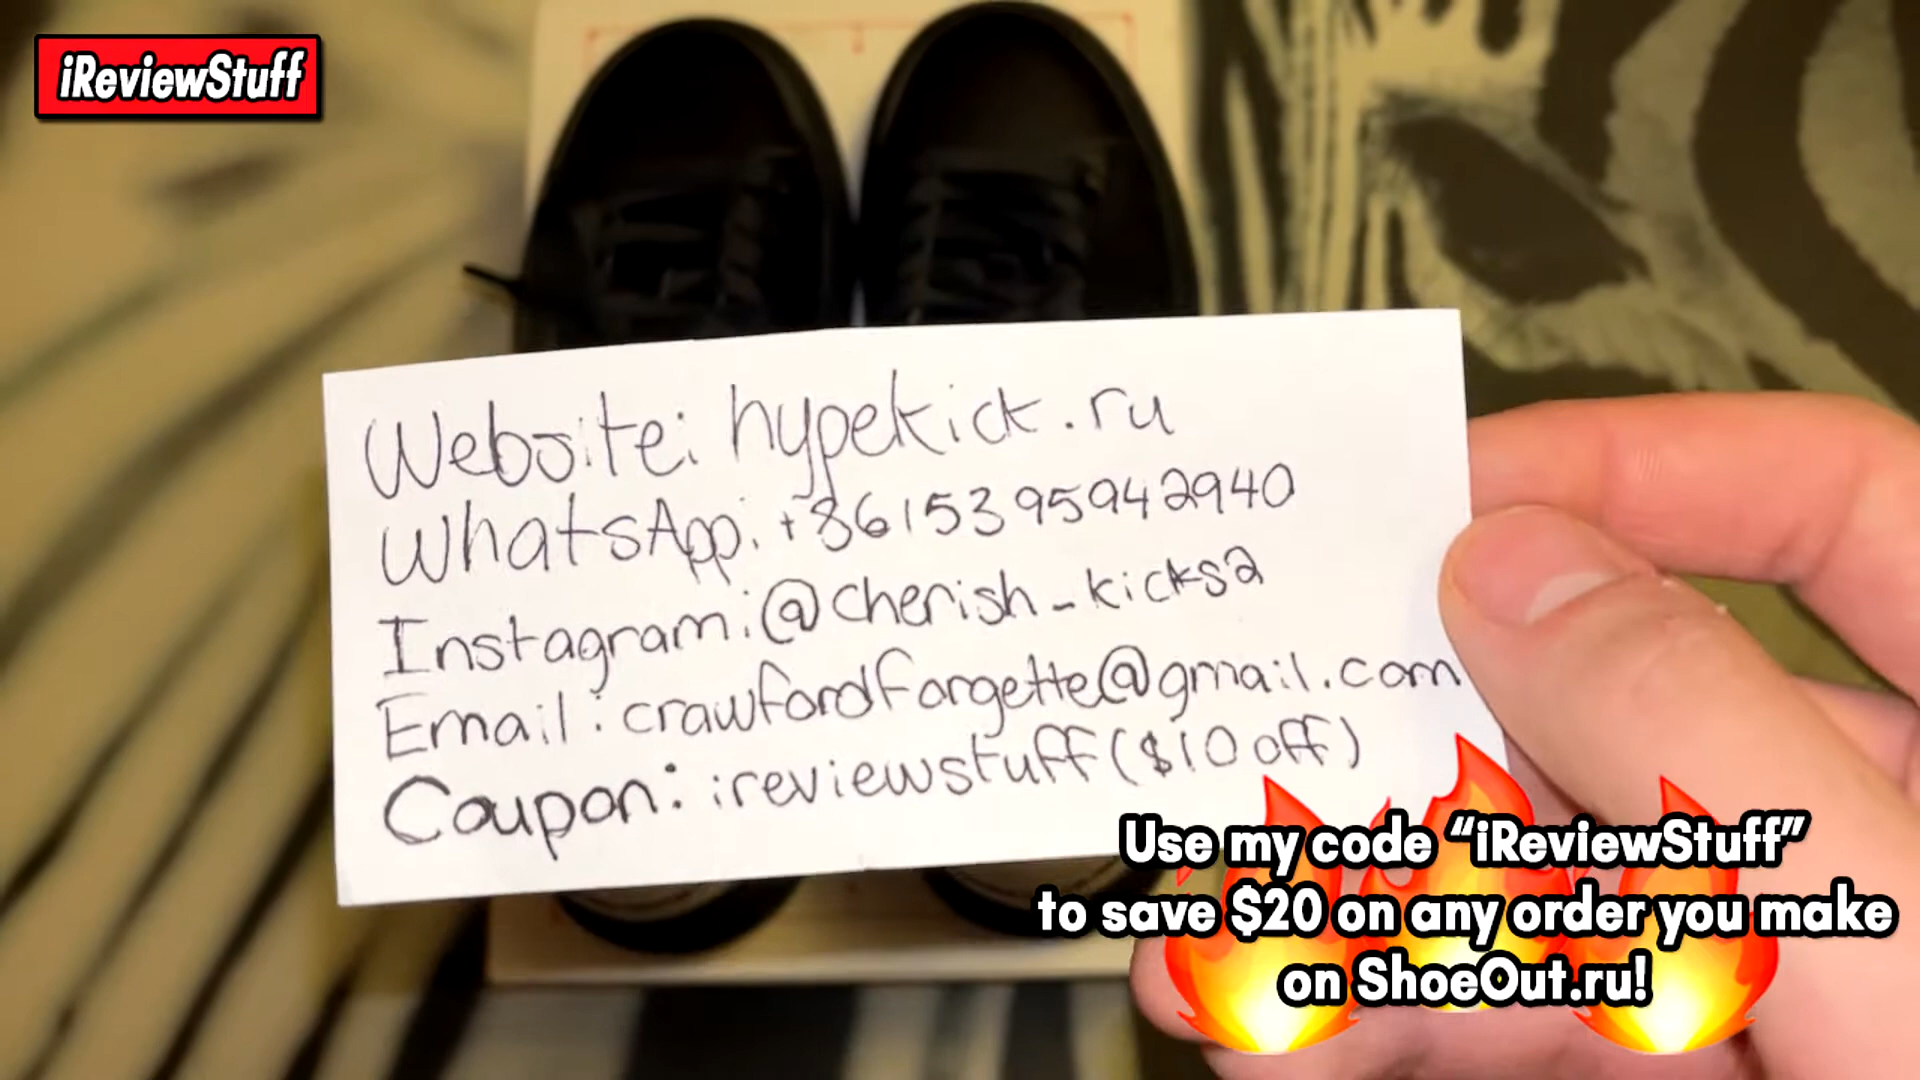 iReviewStuff
Website: hypekick.ru
WhatsApp: +8615395942940
Instagram: @cherish_kicks2
Email: crawfordforgette@gmail.com
Coupon: ireviewstuff($10 off)
Use my code “iReviewStuff”
to save $20 on any order you make
on ShoeOut.ru!